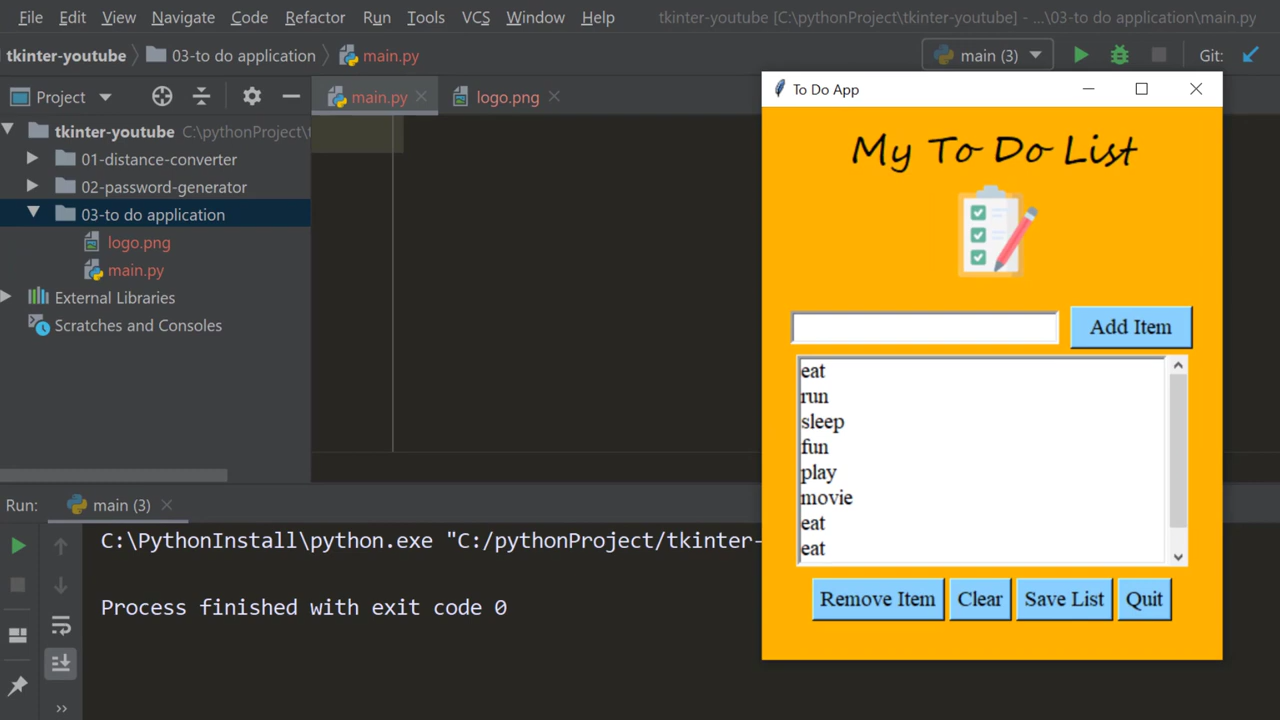 File Edit View Navigate Code Refactor Run Tools VCS Window Help tkinter-youtube [C:\pythonProject\tkinter-youtube] - ...\03-to do application\main.py
tkinter-youtube 03-to do application main.py main (3) Git:
Project main.py logo.png
tkinter-youtube C:\pythonProject\
01-distance-converter
02-password-generator
03-to do application
logo.png
main.py
External Libraries
Scratches and Consoles
To Do App
My To Do List
Add Item
eat
run
sleep
fun
play
movie
eat
eat
Remove Item Clear Save List Quit
Run: main (3)
C:\PythonInstall\python.exe "C:/pythonProject/tkinter-
Process finished with exit code 0